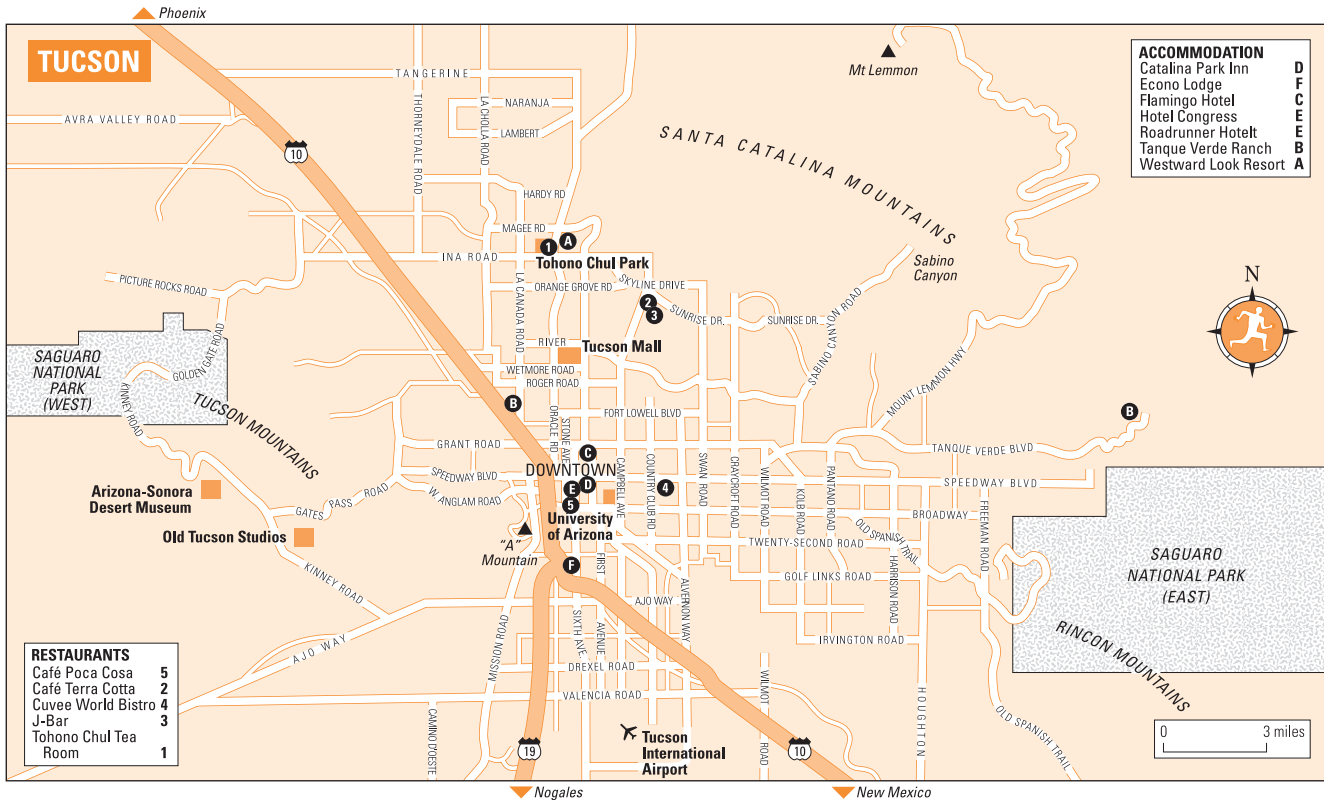 Phoenix
TUCSON
Mt Lemmon
ACCOMMODATION
Catalina Park Inn D
Econo Lodge F
Flamingo Hotel C
Hotel Congress E
Roadrunner Hotelt E
Tanque Verde Ranch B
Westward Look Resort A
TANGERINE
NARANJA
LAMBERT
THORNEYDALE ROAD
LA CHOLLA ROAD
AVRA VALLEY ROAD
10
SANTA CATALINA MOUNTAINS
HARDY RD
MAGEE RD
1
A
INA ROAD
Tohono Chul Park
Sabino
Canyon
N
PICTURE ROCKS ROAD
LA CANADA ROAD
ORANGE GROVE RD
SKYLINE DRIVE
2
3
SUNRISE DR.
SUNRISE DR.
SABINO CANYON ROAD
GOLDEN GATE ROAD
SAGUARO
NATIONAL
PARK
(WEST)
KINNEY ROAD
TUCSON MOUNTAINS
RIVER
Tucson Mall
WETMORE ROAD
ROGER ROAD
MOUNT LEMMON HWY
B
B
ORACLE RD
STONE AVE
FORT LOWELL BLVD
GRANT ROAD
TANQUE VERDE BLVD
C
DOWNTOWN
SPEEDWAY BLVD
SPEEDWAY BLVD
W. ANGLAM ROAD
E
D
4
5
CAMPBELL AVE
COUNTRY CLUB RD
SWAN ROAD
CRAYCROFT ROAD
WILMOT ROAD
KOLB ROAD
PANTANO ROAD
Arizona-Sonora
Desert Museum
GATES PASS ROAD
BROADWAY
FREEMAN ROAD
University
of Arizona
Old Tucson Studios
"A"
Mountain
TWENTY-SECOND ROAD
OLD SPANISH TRAIL
SAGUARO
NATIONAL PARK
(EAST)
F
FIRST AVENUE
GOLF LINKS ROAD
HARRISON ROAD
KINNEY ROAD
AJO WAY
ALVERNON WAY
AJO WAY
MISSION ROAD
SIXTH AVE.
IRVINGTON ROAD
RINCON MOUNTAINS
DREXEL ROAD
VALENCIA ROAD
WILMOT ROAD
HOUGHTON
OLD SPANISH TRAIL
RESTAURANTS
Café Poca Cosa 5
Café Terra Cotta 2
Cuvee World Bistro 4
J-Bar 3
Tohono Chul Tea
Room 1
CAMINO D'OESTE
19
Tucson
International
Airport
10
0 3 miles
Nogales
New Mexico